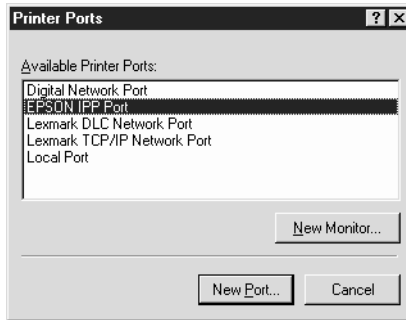 Printer Ports
Available Printer Ports:
Digital Network Port
EPSON IPP Port
Lexmark DLC Network Port
Lexmark TCP/IP Network Port
Local Port
New Monitor...
New Port...
Cancel